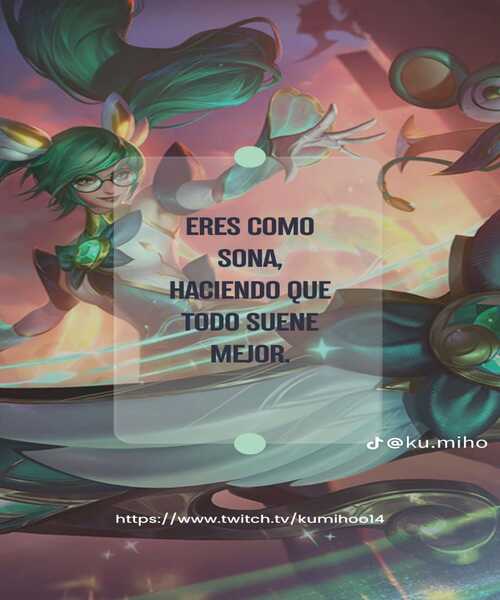 ERES COMO
SONA,
HACIENDO QUE
TODO SUENE
MEJOR.
@ku.miho
https://www.twitch.tv/kumihoo14